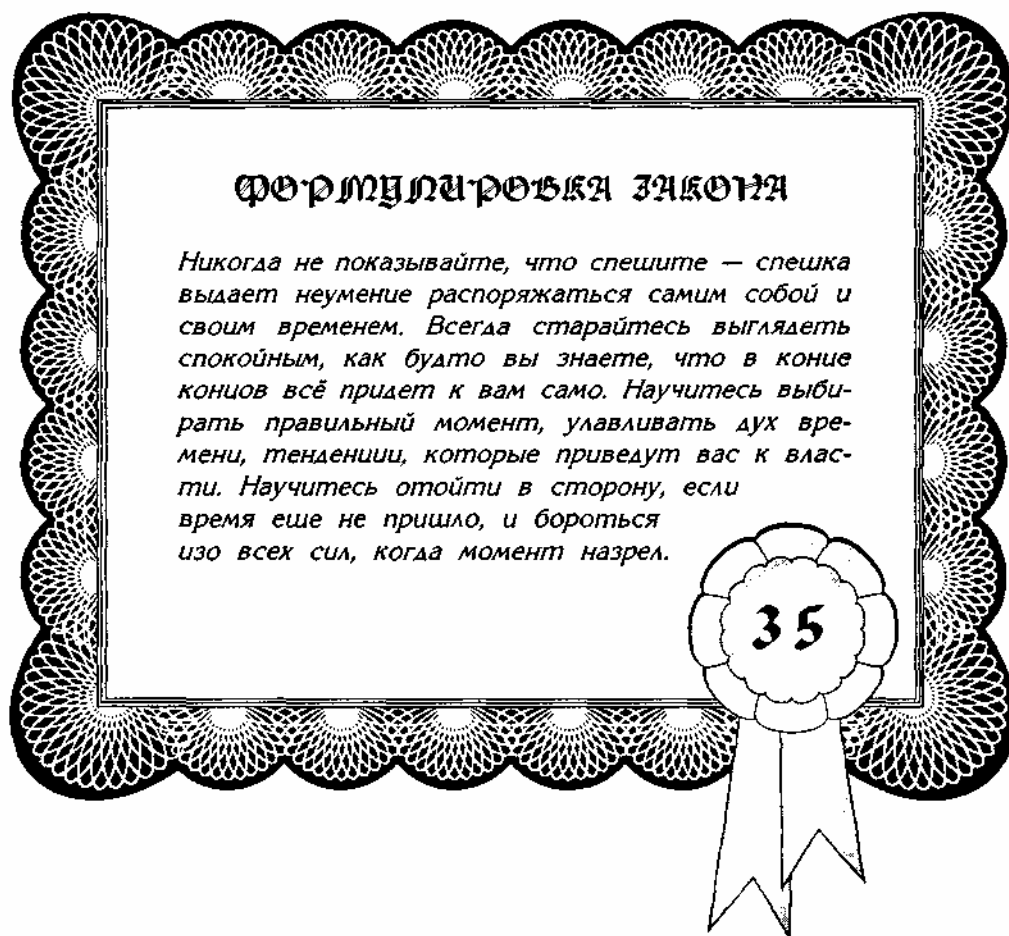 ФОРМУЛИРОВКА ЗАКОНА
Никогда не показывайте, что спешите — спешка
выдает неумение распоряжаться самим собой и
своим временем. Всегда старайтесь выглядеть
спокойным, как будто вы знаете, что в конце
концов всё придет к вам само. Научитесь выби-
рать правильный момент, улавливать дух вре-
мени, тенденции, которые приведут вас к влас-
ти. Научитесь отойти в сторону, если
время еще не пришло, и бороться
изо всех сил, когда момент назрел.
35